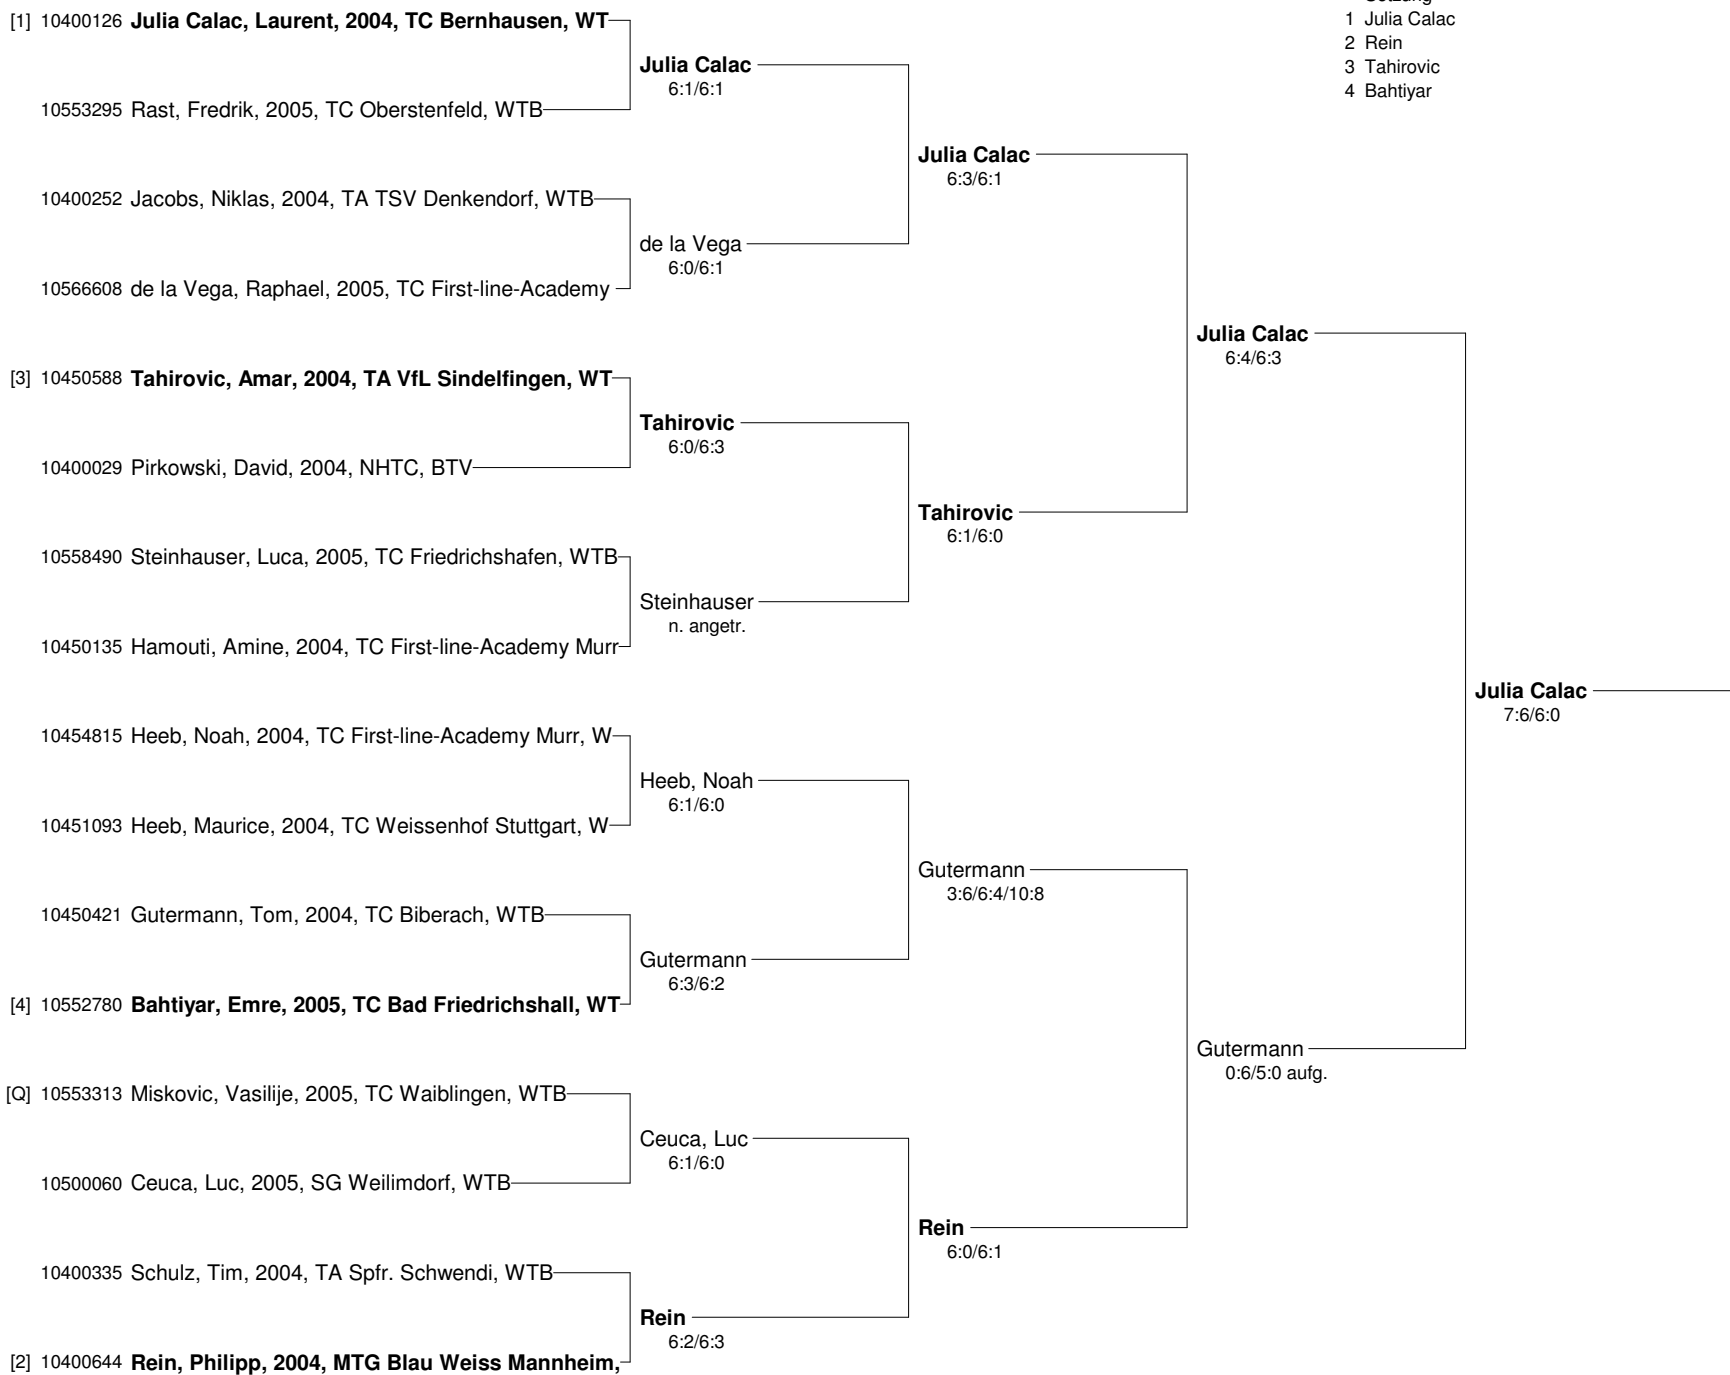 Setzung
1 Julia Calac
2 Rein
3 Tahirovic
4 Bahtiyar
[1] 10400126 Julia Calac, Laurent, 2004, TC Bernhausen, WT
Julia Calac
6:1/6:1
10553295 Rast, Fredrik, 2005, TC Oberstenfeld, WTB
Julia Calac
6:3/6:1
10400252 Jacobs, Niklas, 2004, TA TSV Denkendorf, WTB
de la Vega
6:0/6:1
10566608 de la Vega, Raphael, 2005, TC First-line-Academy
Julia Calac
6:4/6:3
[3] 10450588 Tahirovic, Amar, 2004, TA VfL Sindelfingen, WT
Tahirovic
6:0/6:3
10400029 Pirkowski, David, 2004, NHTC, BTV
Tahirovic
6:1/6:0
10558490 Steinhauser, Luca, 2005, TC Friedrichshafen, WTB
Steinhauser
n. angetr.
10450135 Hamouti, Amine, 2004, TC First-line-Academy Murr
Julia Calac
7:6/6:0
10454815 Heeb, Noah, 2004, TC First-line-Academy Murr, W
Heeb, Noah
6:1/6:0
10451093 Heeb, Maurice, 2004, TC Weissenhof Stuttgart, W
Gutermann
3:6/6:4/10:8
10450421 Gutermann, Tom, 2004, TC Biberach, WTB
Gutermann
6:3/6:2
[4] 10552780 Bahtiyar, Emre, 2005, TC Bad Friedrichshall, WT
Gutermann
0:6/5:0 aufg.
[Q] 10553313 Miskovic, Vasilije, 2005, TC Waiblingen, WTB
Ceuca, Luc
6:1/6:0
10500060 Ceuca, Luc, 2005, SG Weilimdorf, WTB
Rein
6:0/6:1
10400335 Schulz, Tim, 2004, TA Spfr. Schwendi, WTB
Rein
6:2/6:3
[2] 10400644 Rein, Philipp, 2004, MTG Blau Weiss Mannheim,